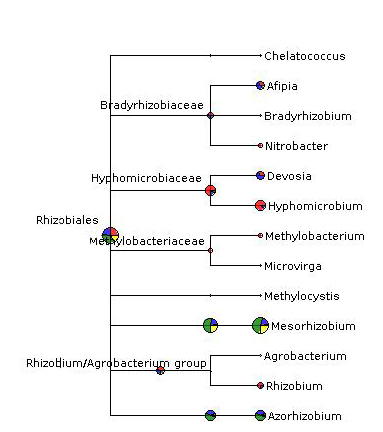 Chelatococcus
Afipia
Bradyrhizobiaceae
Bradyrhizobium
Nitrobacter
Hyphomicrobiaceae
Devosia
Hyphomicrobium
Rhizobiales
Methylobacterium
Methylobacteriaceae
Microvirga
Methylocystis
Mesorhizobium
Agrobacterium
Rhizobium/Agrobacterium group
Rhizobium
Azorhizobium